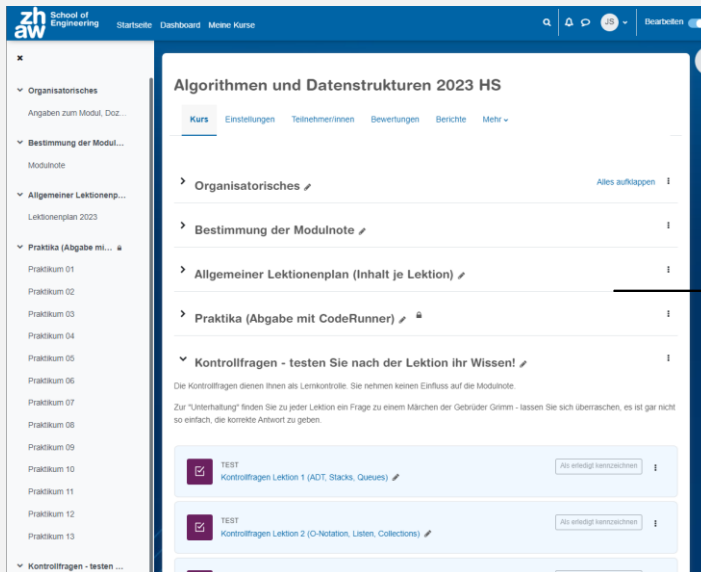 zh
aw
School of
Engineering
Startseite Dashboard Meine Kurse
JS
Bearbeiten
Organisatorisches
Angaben zum Modul, Doz...
Bestimmung der Modul...
Modulnote
Allgemeiner Lektionenp...
Lektionenplan 2023
Praktika (Abgabe mi...
Praktikum 01
Praktikum 02
Praktikum 03
Praktikum 04
Praktikum 05
Praktikum 06
Praktikum 07
Praktikum 08
Praktikum 09
Praktikum 10
Praktikum 11
Praktikum 12
Praktikum 13
Kontrollfragen - testen ...
Algorithmen und Datenstrukturen 2023 HS
Kurs Einstellungen Teilnehmer/innen Bewertungen Berichte Mehr
Organisatorisches
Alles aufklappen
Bestimmung der Modulnote
Allgemeiner Lektionenplan (Inhalt je Lektion)
Praktika (Abgabe mit CodeRunner)
Kontrollfragen - testen Sie nach der Lektion ihr Wissen!
Die Kontrollfragen dienen Ihnen als Lernkontrolle. Sie nehmen keinen Einfluss auf die Modulnote.
Zur "Unterhaltung" finden Sie zu jeder Lektion ein Frage zu einem Märchen der Gebrüder Grimm - lassen Sie sich überraschen, es ist gar nicht
so einfach, die korrekte Antwort zu geben.
TEST
Kontrollfragen Lektion 1 (ADT, Stacks, Queues)
Als erledigt kennzeichnen
TEST
Kontrollfragen Lektion 2 (O-Notation, Listen, Collections)
Als erledigt kennzeichnen